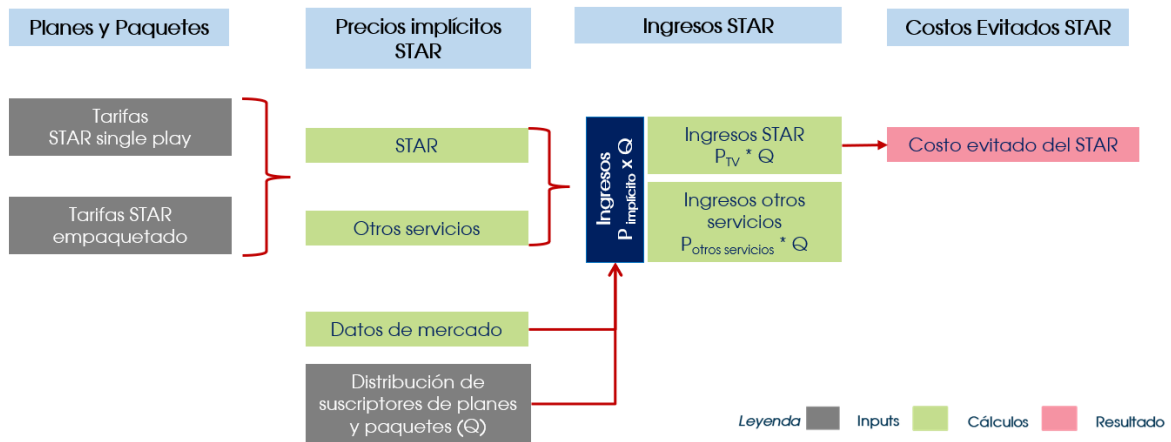 Planes y Paquetes
Precios implícitos
STAR
Ingresos STAR
Costos Evitados STAR
Tarifas
STAR single play
Tarifas STAR
empaquetado
STAR
Otros servicios
Datos de mercado
Distribución de
suscriptores de planes
y paquetes (Q)
Ingresos
P implícito x Q
Ingresos STAR
PTV * Q
Ingresos otros
servicios
Potros servicios * Q
Costo evitado del STAR
Leyenda
Inputs
Cálculos
Resultado